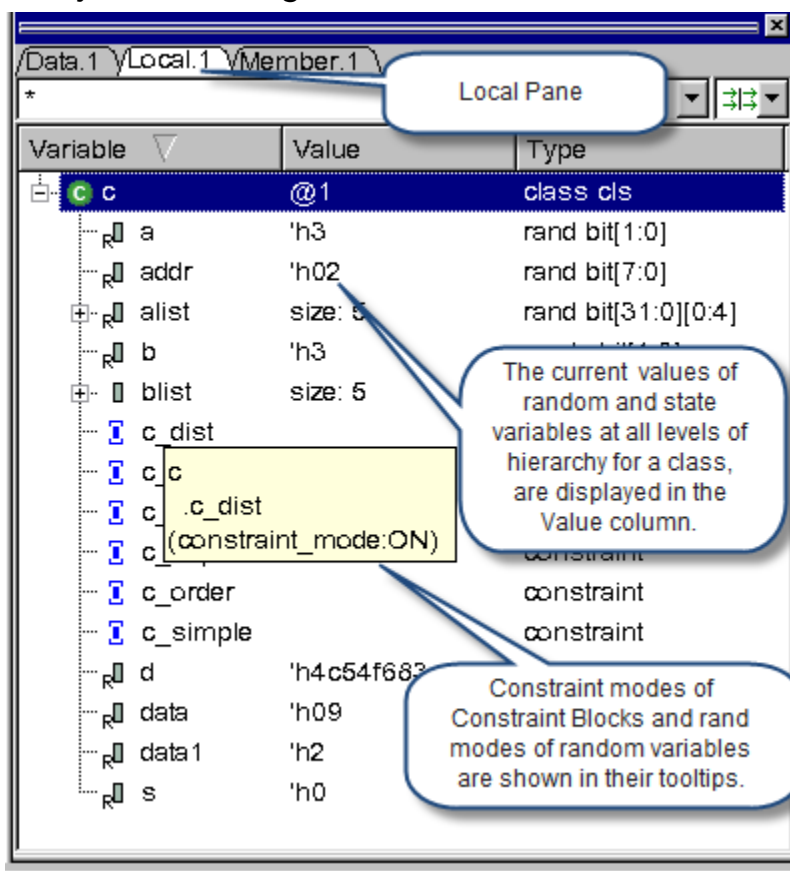 Data.1 Local.1 Member.1
Local Pane
*
Variable Value Type
c @1 class cls
a 'h3 rand bit[1:0]
addr 'h02 rand bit[7:0]
alist size: 5 rand bit[31:0][0:4]
b 'h3
blist size: 5
The current values of
random and state
variables at all levels of
hierarchy for a class,
are displayed in the
Value column.
c_dist
c
.c_dist
(constraint_mode:ON)
constraint
c_order constraint
c_simple constraint
d 'h4c54f683
data 'h09
data1 'h2
s 'h0
Constraint modes of
Constraint Blocks and rand
modes of random variables
are shown in their tooltips.